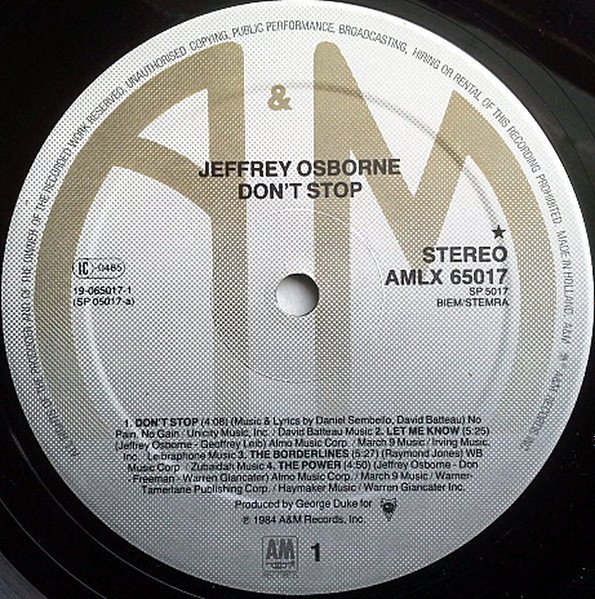 ALL RIGHTS OF THE PRODUCER AND OF THE OWNER OF THE RECORDED WORK RESERVED. UNAUTHORISED COPYING, PUBLIC PERFORMANCE, BROADCASTING, HIRING OR RENTAL OF THIS RECORDING PROHIBITED MADE IN HOLLAND A&M ® A&M RECORDS INC.
A & M
JEFFREY OSBORNE
DON'T STOP
★
STEREO
AMLX 65017
SP 5017
BIEM/STEMRA
LC 0485
19-065017-1
(SP 05017-a)
1. DON'T STOP (4:08) (Music & Lyrics by Daniel Sembello, David Batteau) No
Pain, No Gain / Unicity Music, Inc. / David Batteau Music 2. LET ME KNOW (5:25)
(Jeffrey Osborne - Geoffrey Leib) Almo Music Corp. / March 9 Music / Irving Music.
Inc. Leibraphone Music 3. THE BORDERLINES (5:27) (Raymond Jones) WB
Music Corp. / Zubaidah Music 4. THE POWER (4:50) (Jeffrey Osborne - Don
Freeman - Warren Giancater) Almo Music Corp. / March 9 Music / Warner-
Tamerlane Publishing Corp. / Haymaker Music / Warren Giancater Inc.
Produced by George Duke for
℗ 1984 A&M Records, Inc.
AM
RECORDS
1